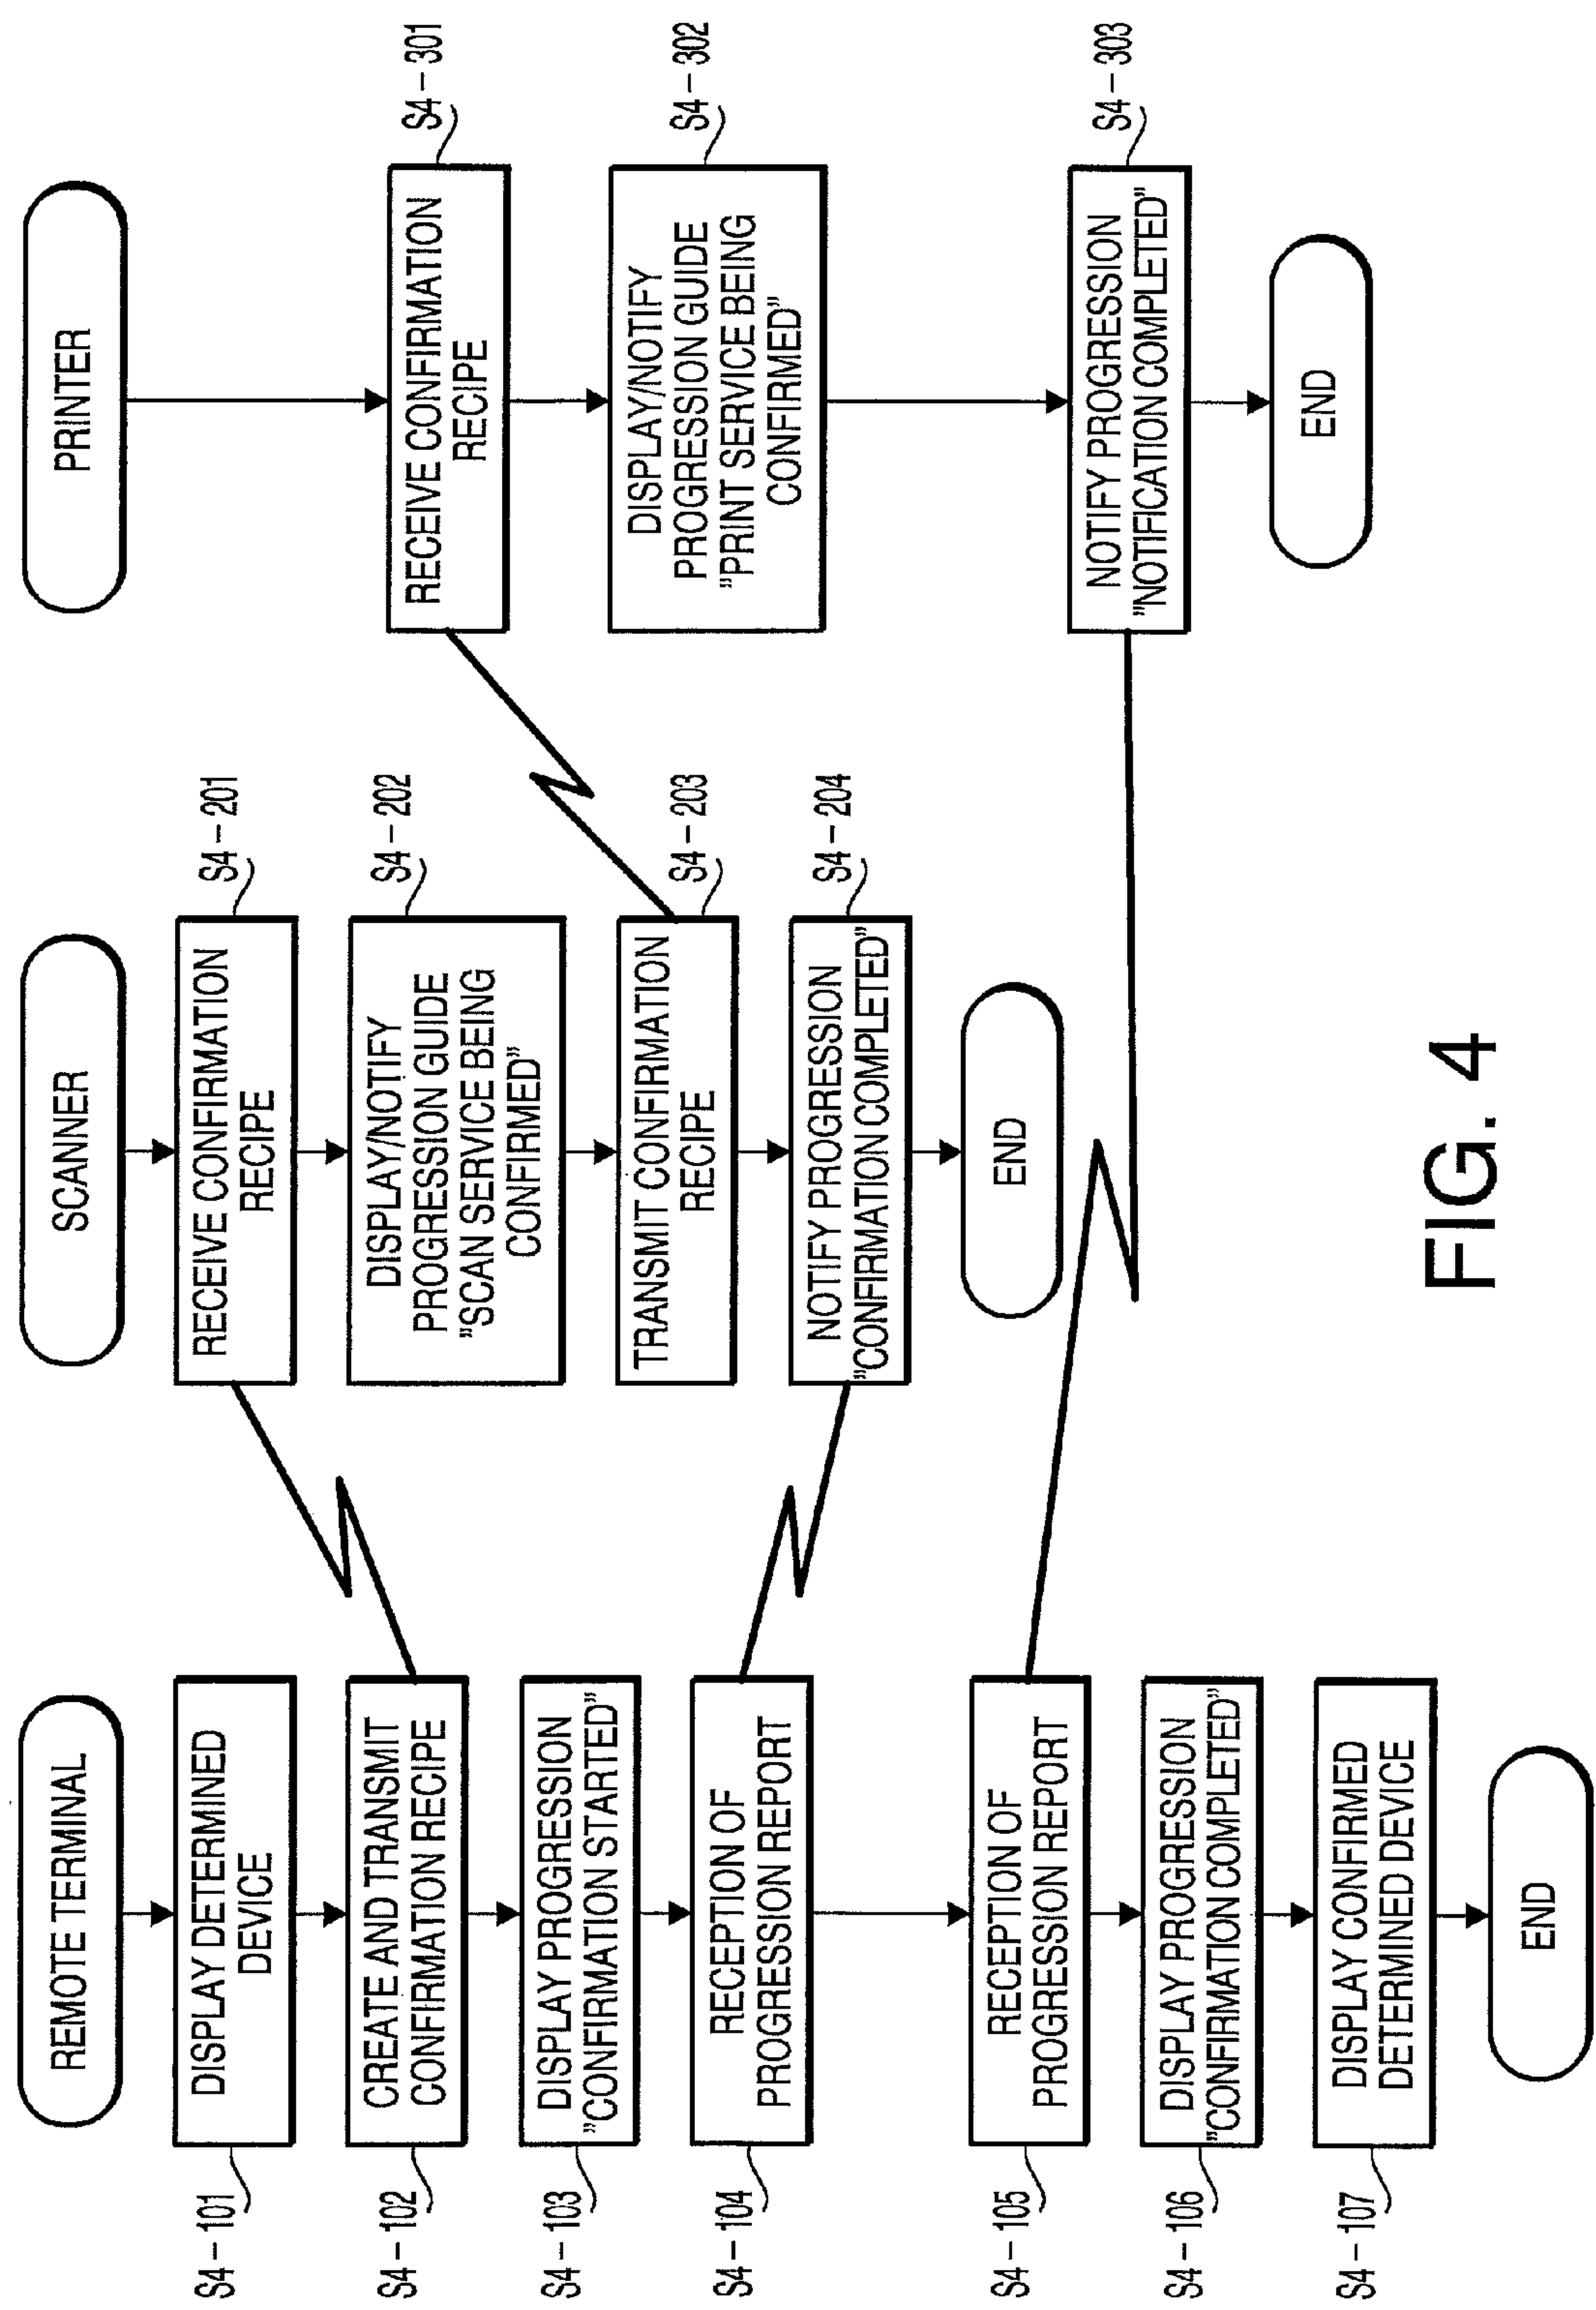 REMOTE TERMINAL
S4-101
DISPLAY DETERMINED
DEVICE
S4-102
CREATE AND TRANSMIT
CONFIRMATION RECIPE
S4-103
DISPLAY PROGRESSION
"CONFIRMATION STARTED"
S4-104
RECEPTION OF
PROGRESSION REPORT
S4-105
RECEPTION OF
PROGRESSION REPORT
S4-106
DISPLAY PROGRESSION
"CONFIRMATION COMPLETED"
S4-107
DISPLAY CONFIRMED
DETERMINED DEVICE
END
SCANNER
S4-201
RECEIVE CONFIRMATION
RECIPE
S4-202
DISPLAY/NOTIFY
PROGRESSION GUIDE
"SCAN SERVICE BEING
CONFIRMED"
S4-203
TRANSMIT CONFIRMATION
RECIPE
S4-204
NOTIFY PROGRESSION
"CONFIRMATION COMPLETED"
END
PRINTER
S4-301
RECEIVE CONFIRMATION
RECIPE
S4-302
DISPLAY/NOTIFY
PROGRESSION GUIDE
"PRINT SERVICE BEING
CONFIRMED"
S4-303
NOTIFY PROGRESSION
"NOTIFICATION COMPLETED"
END
FIG. 4